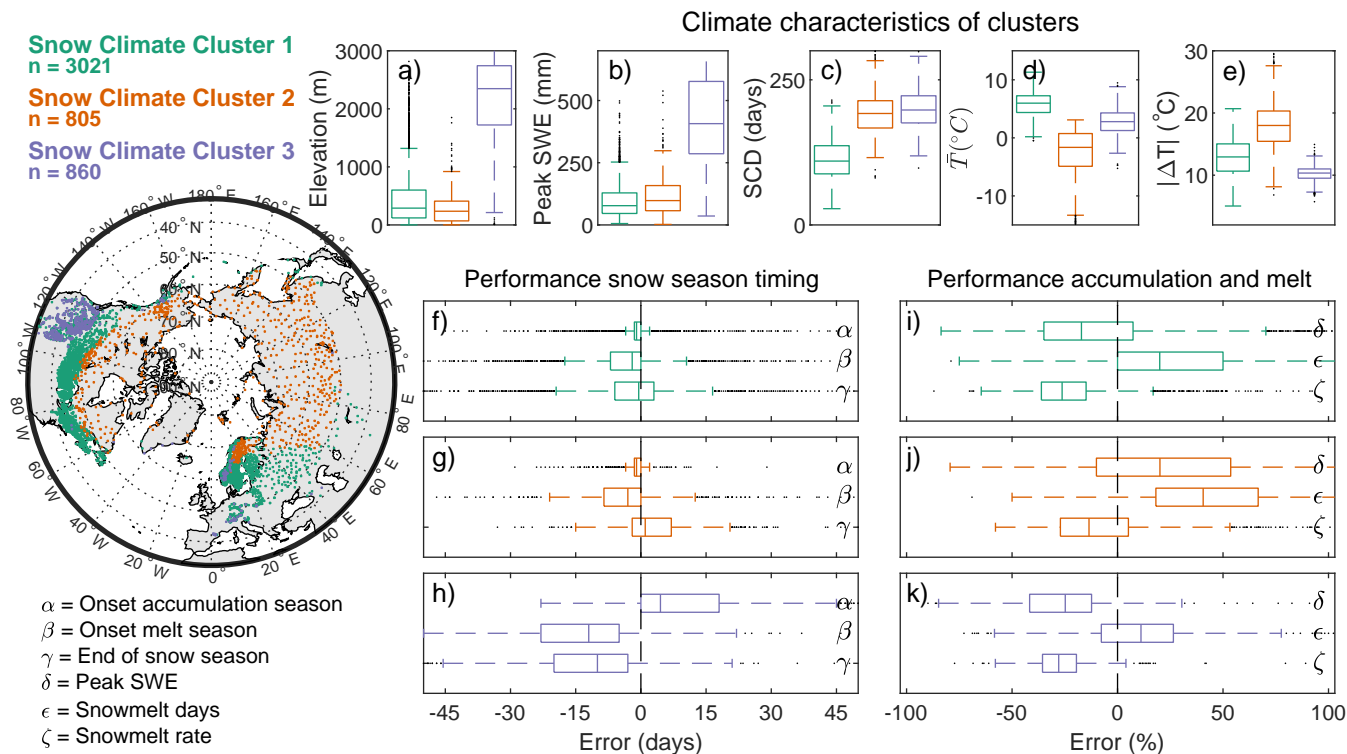 Climate characteristics of clusters
Snow Climate Cluster 1
n = 3021
Snow Climate Cluster 2
n = 805
Snow Climate Cluster 3
n = 860
a)
Elevation (m)
3000
2000
1000
0
b)
Peak SWE (mm)
500
250
0
c)
SCD (days)
250
0
d)
T̄(°C)
10
0
-10
e)
|ΔT| (°C)
30
20
10
180° E
160° W
140° W
120° W
100° W
80° W
60° W
40° W
20° W
0°
20° E
40° E
60° E
80° E
100° E
120° E
140° E
160° E
40° N
50° N
60° N
70° N
80° N
90° N
Performance snow season timing
f)
α
β
γ
g)
α
β
γ
h)
α
β
γ
-45 -30 -15 0 15 30 45
Error (days)
Performance accumulation and melt
i)
δ
ϵ
ζ
j)
δ
ϵ
ζ
k)
δ
ϵ
ζ
-100 -50 0 50 100
Error (%)
α = Onset accumulation season
β = Onset melt season
γ = End of snow season
δ = Peak SWE
ϵ = Snowmelt days
ζ = Snowmelt rate